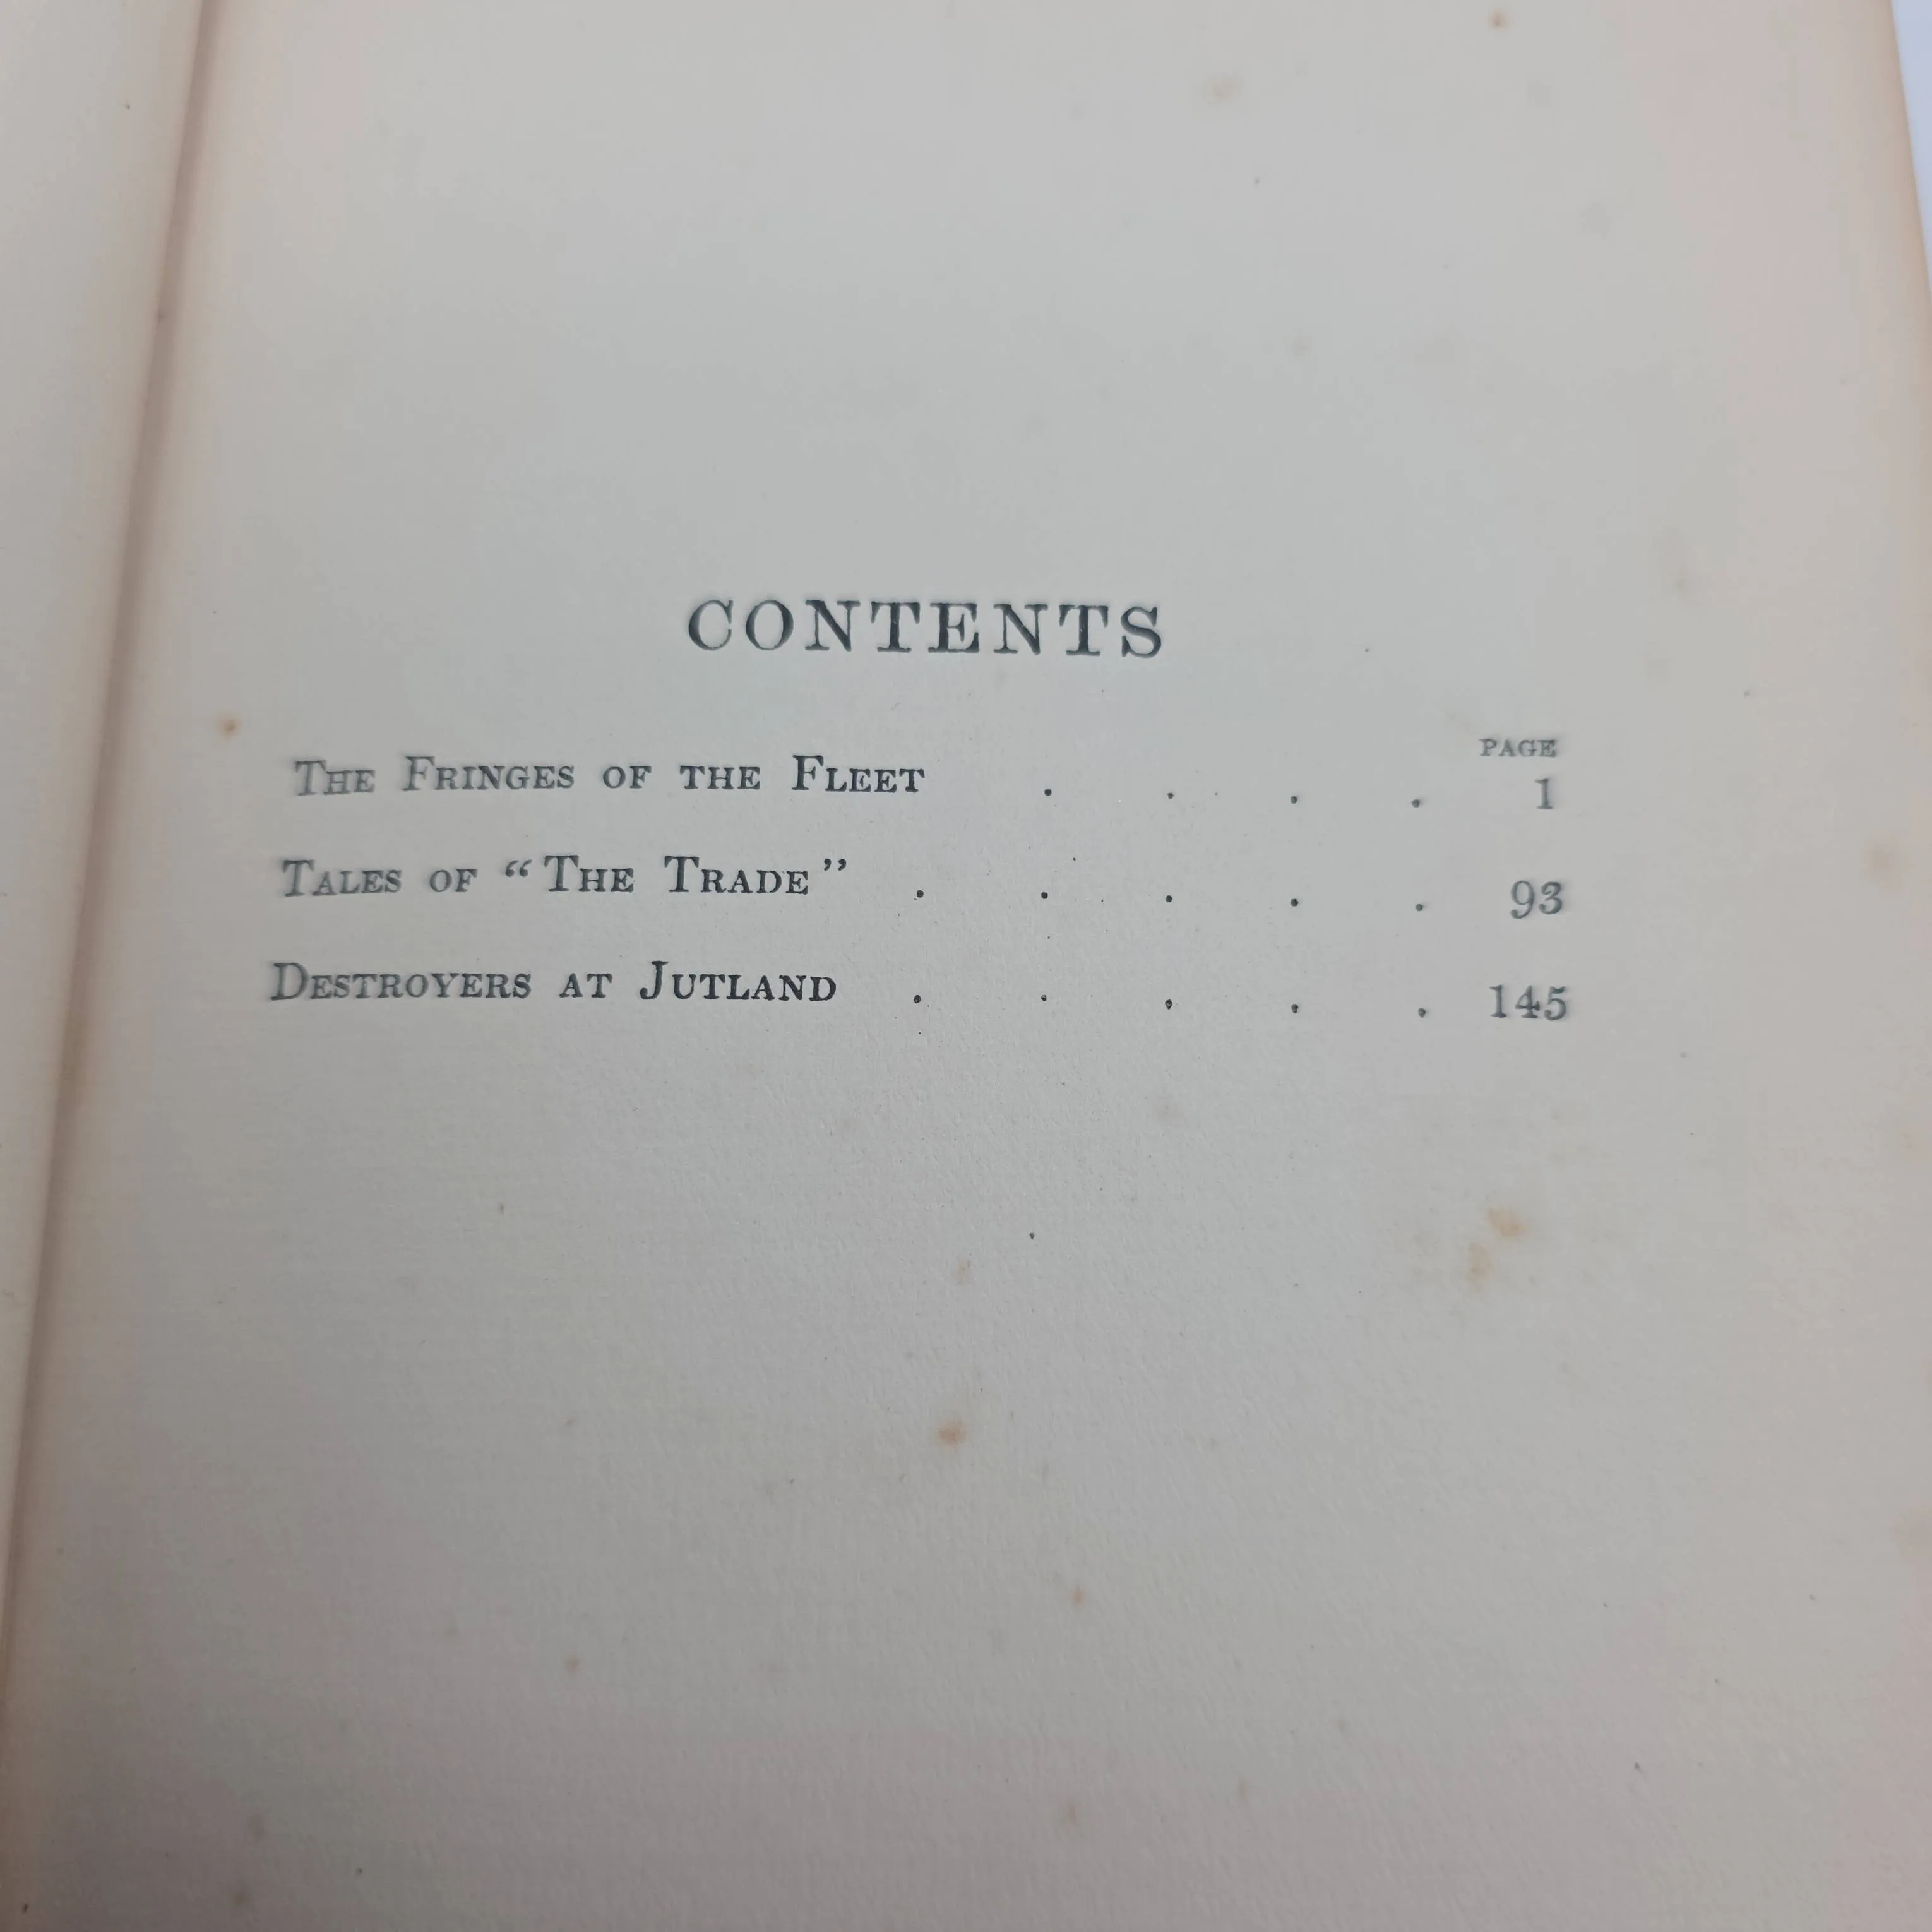 CONTENTS
PAGE
The Fringes of the Fleet . . . . 1
Tales of “The Trade” . . . . . 93
Destroyers at Jutland . . . . . 145